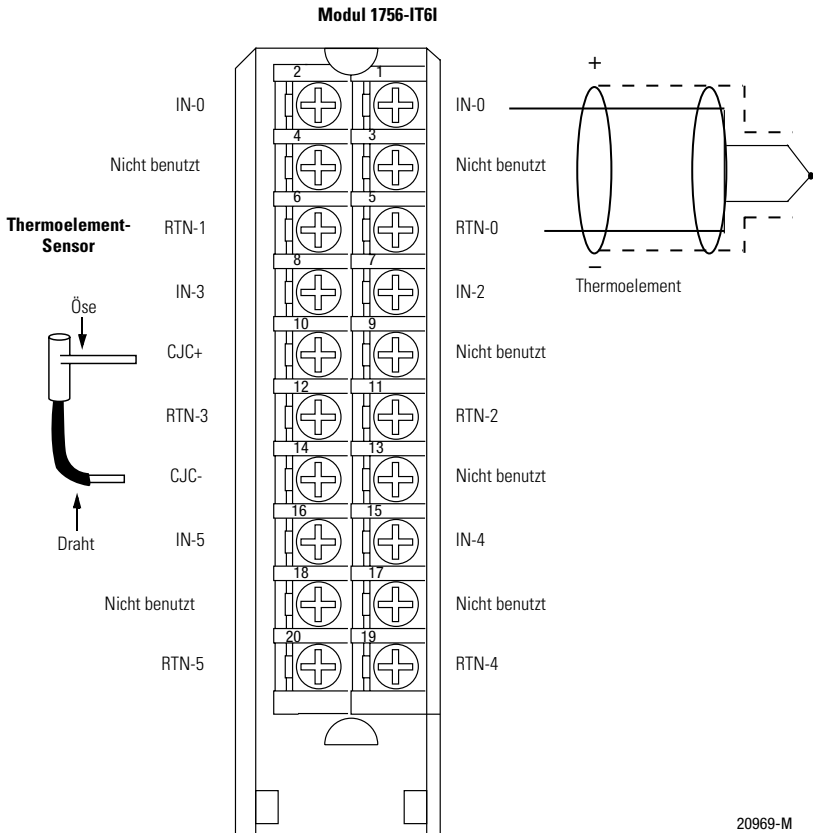 Modul 1756-IT6I
+
2 1
IN-0 IN-0
4 3
Nicht benutzt Nicht benutzt
6 5
Thermoelement-
Sensor
RTN-1 RTN-0
8 7
–
Thermoelement
IN-3 IN-2
Öse
10 9
CJC+ Nicht benutzt
12 11
RTN-3 RTN-2
14 13
CJC- Nicht benutzt
16 15
Draht
IN-5 IN-4
18 17
Nicht benutzt Nicht benutzt
20 19
RTN-5 RTN-4
20969-M